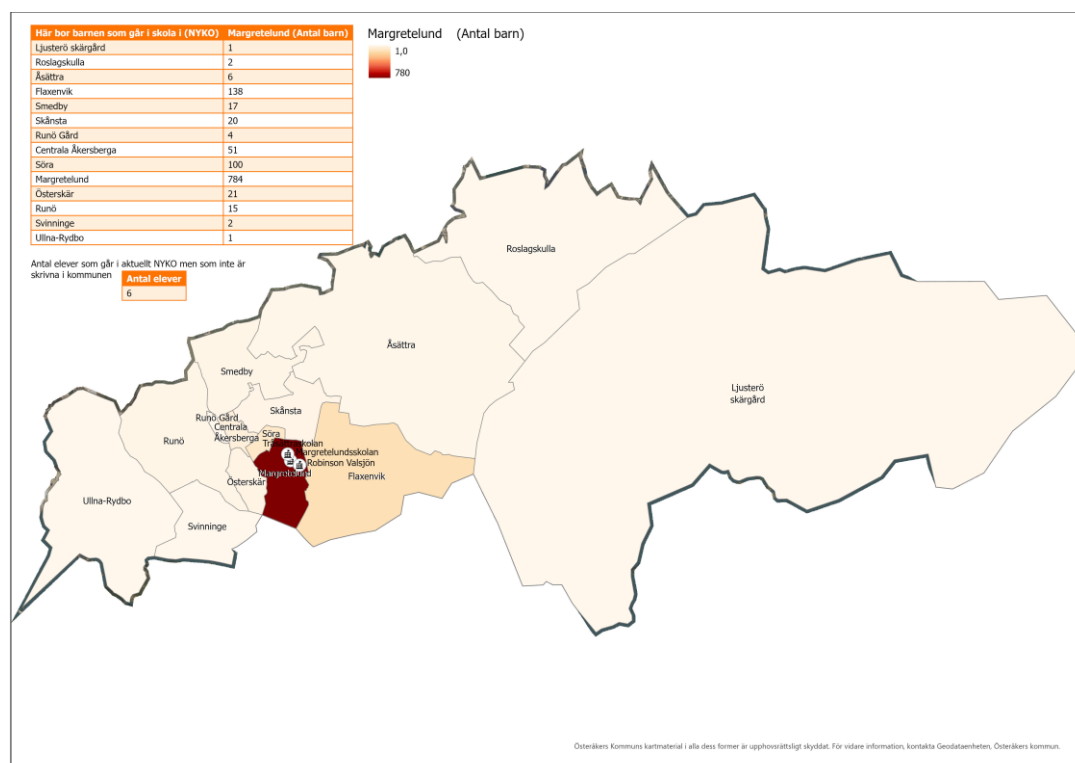 Här bor barnen som går i skola i (NYKO) Margretelund (Antal barn)
Ljusterö skärgård 1
Roslagskulla 2
Åsättra 6
Flaxenvik 138
Smedby 17
Skånsta 20
Runö Gård 4
Centrala Åkersberga 51
Söra 100
Margretelund 784
Österskär 21
Runö 15
Svinninge 2
Ullna-Rydbo 1
Margretelund (Antal barn)
1,0
780
Antal elever som går i aktuellt NYKO men som inte är
skrivna i kommunen
Antal elever
6
Roslagskulla
Åsättra
Ljusterö
skärgård
Smedby
Skånsta
Runö Gård
Centrala
Åkersberga
Runö
Söra
Margretelundsskolan
Robinson Valsjön
Margretelund
Flaxenvik
Österskär
Ullna-Rydbo
Svinninge
Österåkers Kommuns kartmaterial i alla dess former är upphovsrättsligt skyddat. För vidare information, kontakta Geodataenheten, Österåkers kommun.